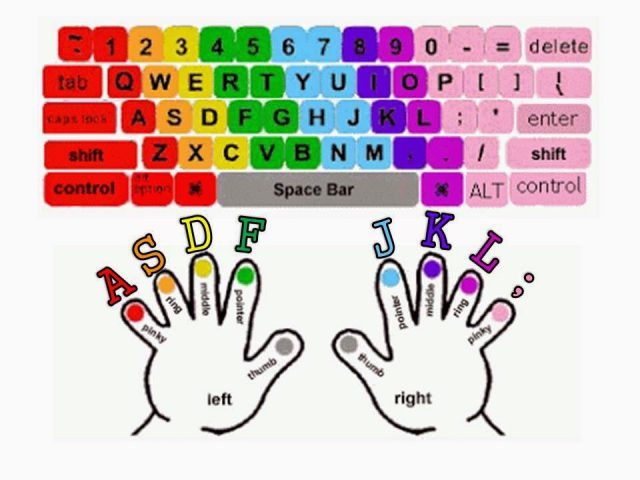 ~ 1 2 3 4 5 6 7 8 9 0 - = delete
tab Q W E R T Y U I O P [ ] \
caps lock A S D F G H J K L ; ' enter
shift Z X C V B N M , . / shift
control option ⌘ Space Bar ⌘ ALT control
A S D F J K L ;
pinky ring middle pointer thumb thumb pointer middle ring pinky
left right